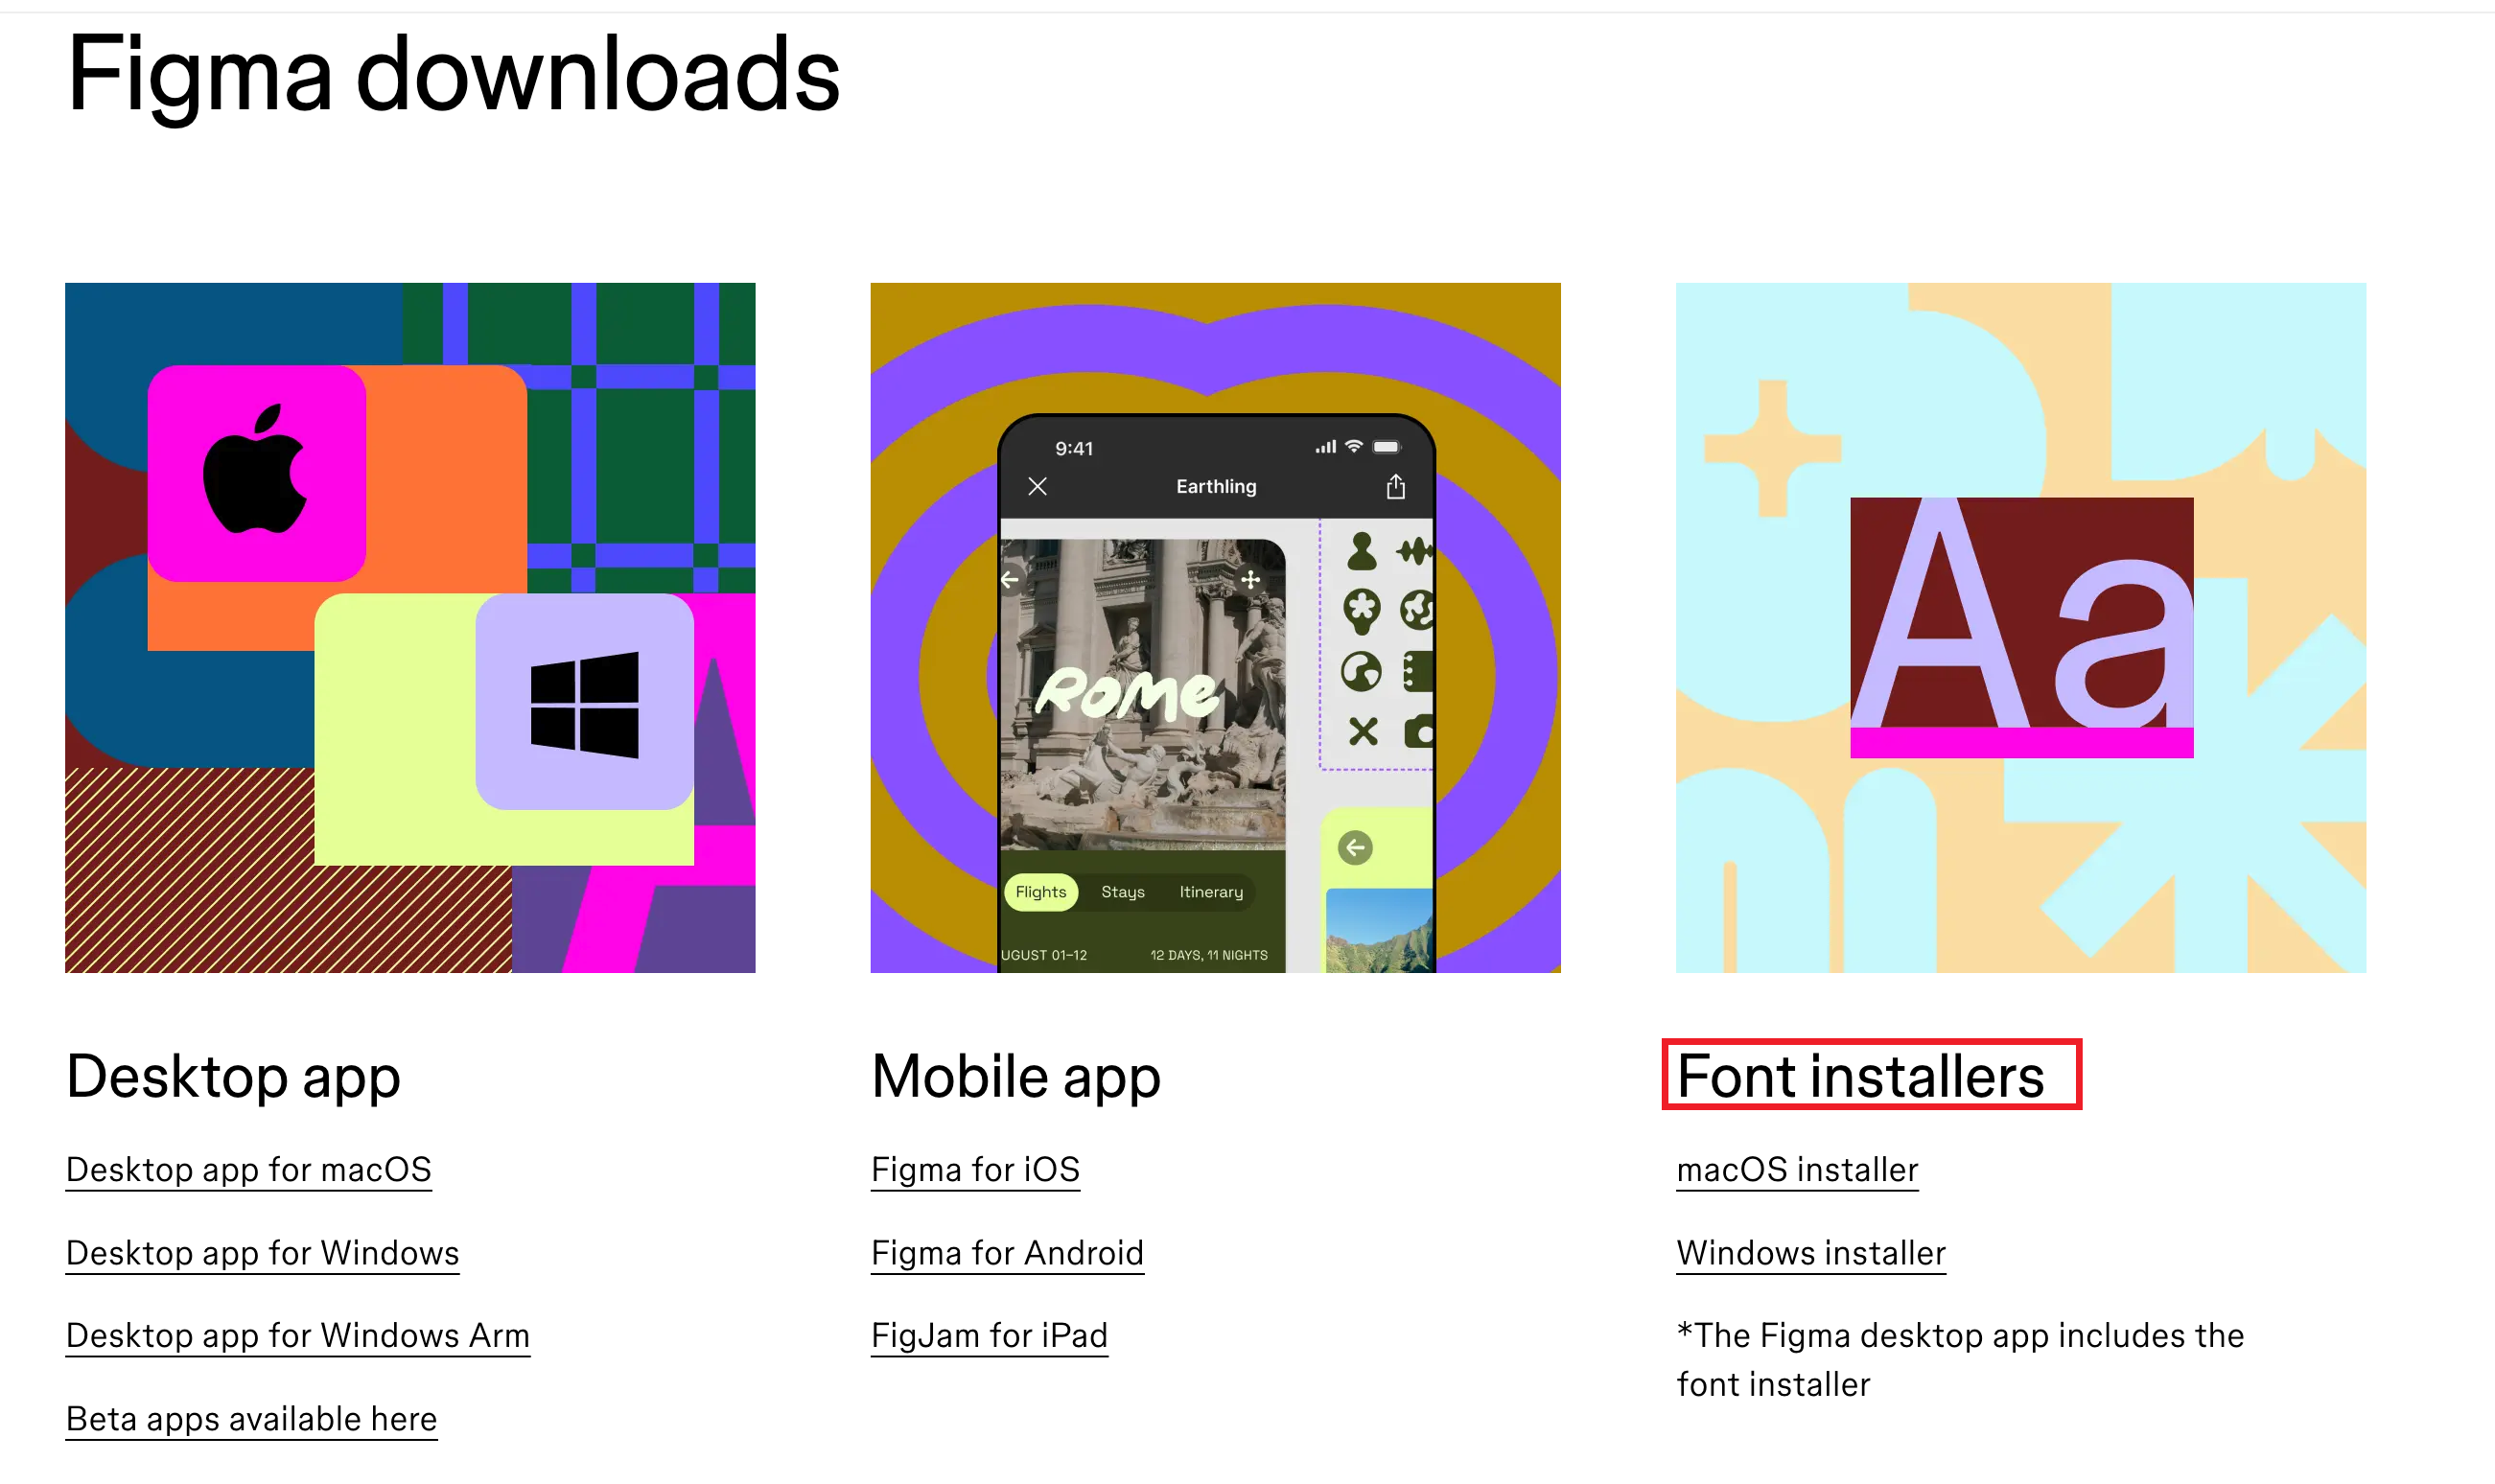 Figma downloads
9:41
Earthling
Rome
Flights Stays Itinerary
UGUST 01–12 12 DAYS, 11 NIGHTS
Aa
Desktop app
Desktop app for macOS
Desktop app for Windows
Desktop app for Windows Arm
Beta apps available here
Mobile app
Figma for iOS
Figma for Android
FigJam for iPad
Font installers
macOS installer
Windows installer
*The Figma desktop app includes the
font installer